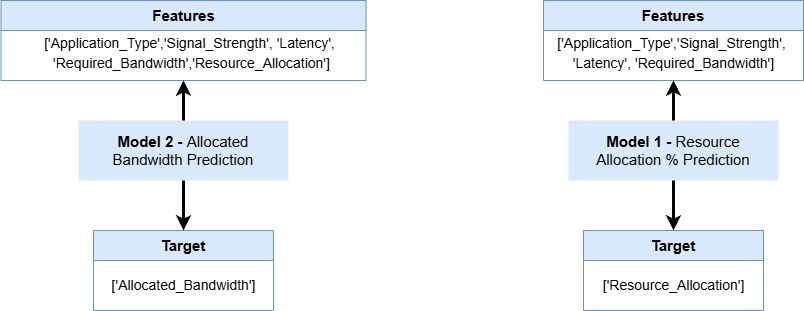 Features
['Application_Type','Signal_Strength', 'Latency',
'Required_Bandwidth','Resource_Allocation']
Model 2 - Allocated
Bandwidth Prediction
Target
['Allocated_Bandwidth']
Features
['Application_Type','Signal_Strength',
'Latency', 'Required_Bandwidth']
Model 1 - Resource
Allocation % Prediction
Target
['Resource_Allocation']